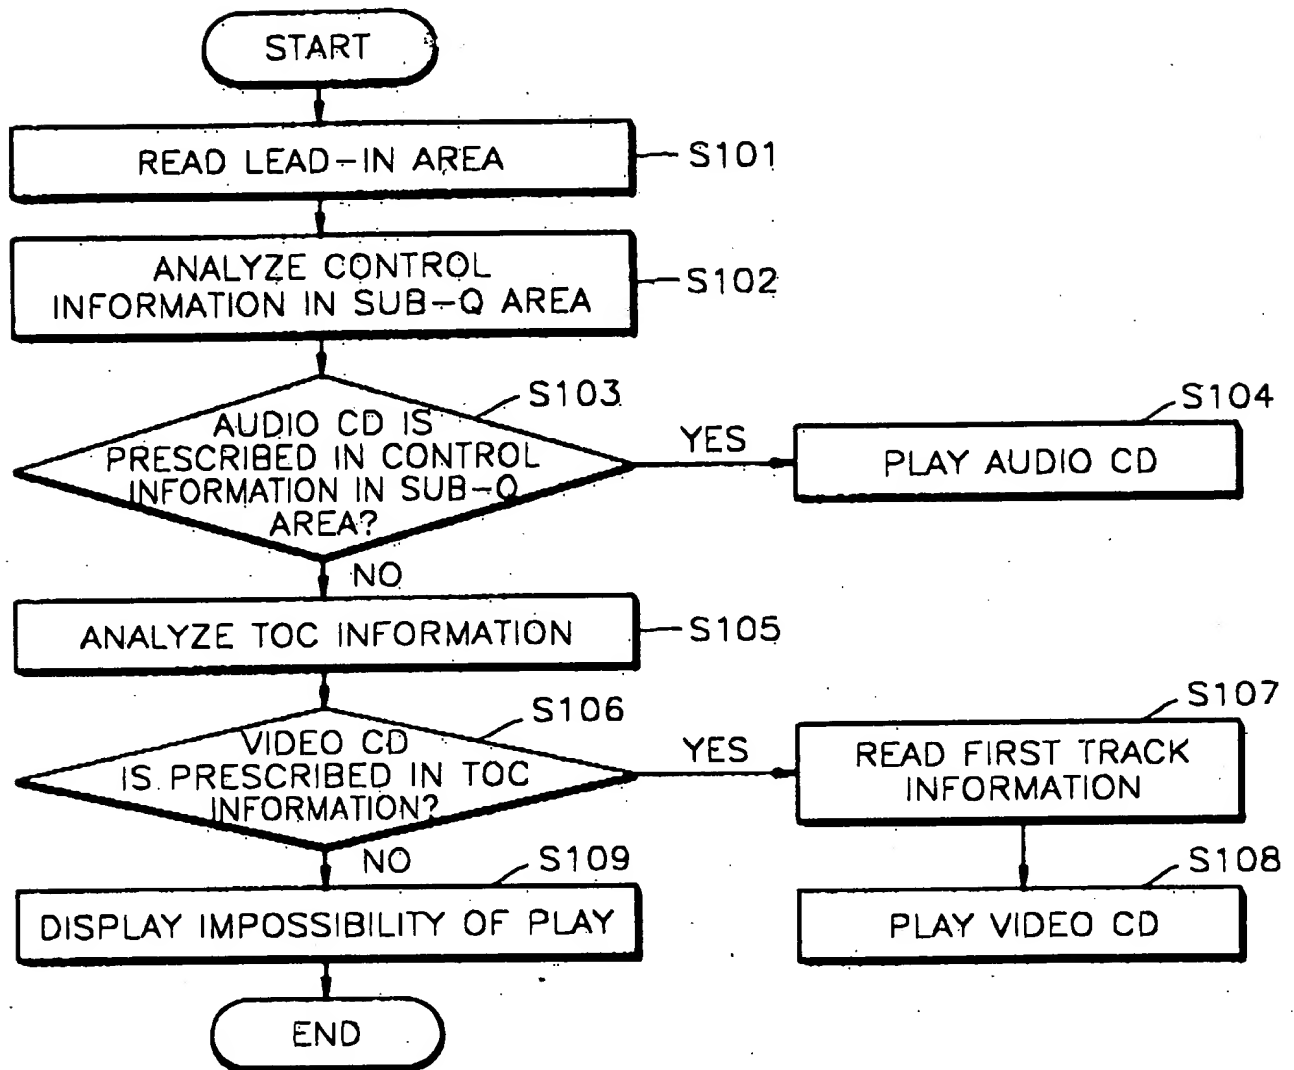 START
READ LEAD-IN AREA
S101
ANALYZE CONTROL
INFORMATION IN SUB-Q AREA
S102
S103
AUDIO CD IS
PRESCRIBED IN CONTROL
INFORMATION IN SUB-Q
AREA?
YES
S104
PLAY AUDIO CD
NO
ANALYZE TOC INFORMATION
S105
S106
VIDEO CD
IS PRESCRIBED IN TOC
INFORMATION?
YES
S107
READ FIRST TRACK
INFORMATION
NO
S109
DISPLAY IMPOSSIBILITY OF PLAY
S108
PLAY VIDEO CD
END